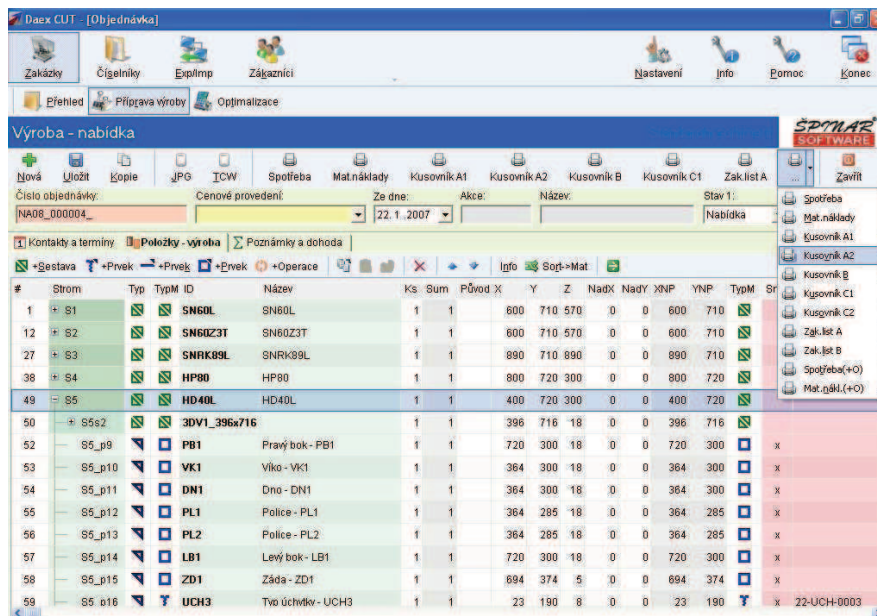 Daex CUT - [Objednávka]
Zakázky Číselníky Exp/Imp Zákazníci Nastavení Info Pomoc Konec
Přehled Příprava výroby Optimalizace
Výroba - nabídka ŠPINAR SOFTWARE
Nová Uložit Kopie JPG TCW Spotřeba Mat.náklady Kusovník A1 Kusovník A2 Kusovník B Kusovník C1 Zak.list A ... Zavřít
Číslo objednávky: Cenové provedení: Ze dne: Akce: Název: Stav 1:
NA08_000004_ 22. 1 .2007 Nabídka
1 Kontakty a termíny Položky - výroba Poznámky a dohoda
+Sestava +Prvek +Prvek +Prvek +Operace Info Sort->Mat
# Strom Typ TypM ID Název Ks Sum Původ X Y Z NadX NadY XNP YNP TypM Sr
1 S1 SN60L SN60L 1 1 600 710 570 0 0 600 710
12 S2 SN60Z3T SN60Z3T 1 1 600 710 570 0 0 600 710
27 S3 SNRK89L SNRK89L 1 1 890 710 890 0 0 890 710
38 S4 HP80 HP80 1 1 800 720 300 0 0 800 720
49 S5 HD40L HD40L 1 1 400 720 300 0 0 400 720
50 S5s2 3DV1_396x716 1 1 396 716 18 0 0 396 716
52 S5_p9 PB1 Pravý bok - PB1 1 1 720 300 18 0 0 720 300 x
53 S5_p10 VK1 Víko - VK1 1 1 364 300 18 0 0 364 300 x
54 S5_p11 DN1 Dno - DN1 1 1 364 300 18 0 0 364 300 x
55 S5_p12 PL1 Police - PL1 1 1 364 285 18 0 0 364 285 x
56 S5_p13 PL2 Police - PL2 1 1 364 285 18 0 0 364 285 x
57 S5_p14 LB1 Levý bok - LB1 1 1 720 300 18 0 0 720 300 x
58 S5_p15 ZD1 Záda - ZD1 1 1 694 374 5 0 0 694 374 x
59 S5_p16 UCH3 Typ úchytky - UCH3 1 1 23 190 8 0 0 23 190 x 22-UCH-0003
Spotřeba
Mat.náklady
Kusovník A1
Kusovník A2
Kusovník B
Kusovník C1
Kusovník C2
Zak.list A
Zak.list B
Spotřeba(+O)
Mat.nákl.(+O)